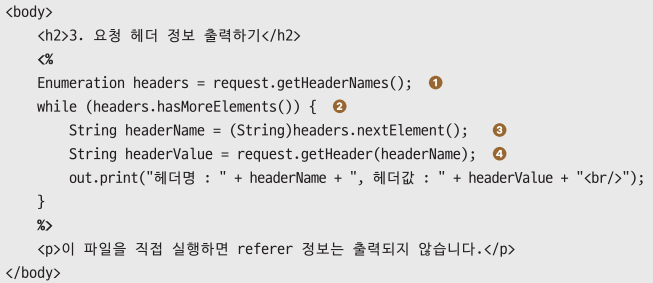 <body>
    <h2>3. 요청 헤더 정보 출력하기</h2>
    <%
    Enumeration headers = request.getHeaderNames(); ❶
    while (headers.hasMoreElements()) { ❷
        String headerName = (String)headers.nextElement(); ❸
        String headerValue = request.getHeader(headerName); ❹
        out.print("헤더명 : " + headerName + ", 헤더값 : " + headerValue + "<br/>");
    }
    %>
    <p>이 파일을 직접 실행하면 referer 정보는 출력되지 않습니다.</p>
</body>